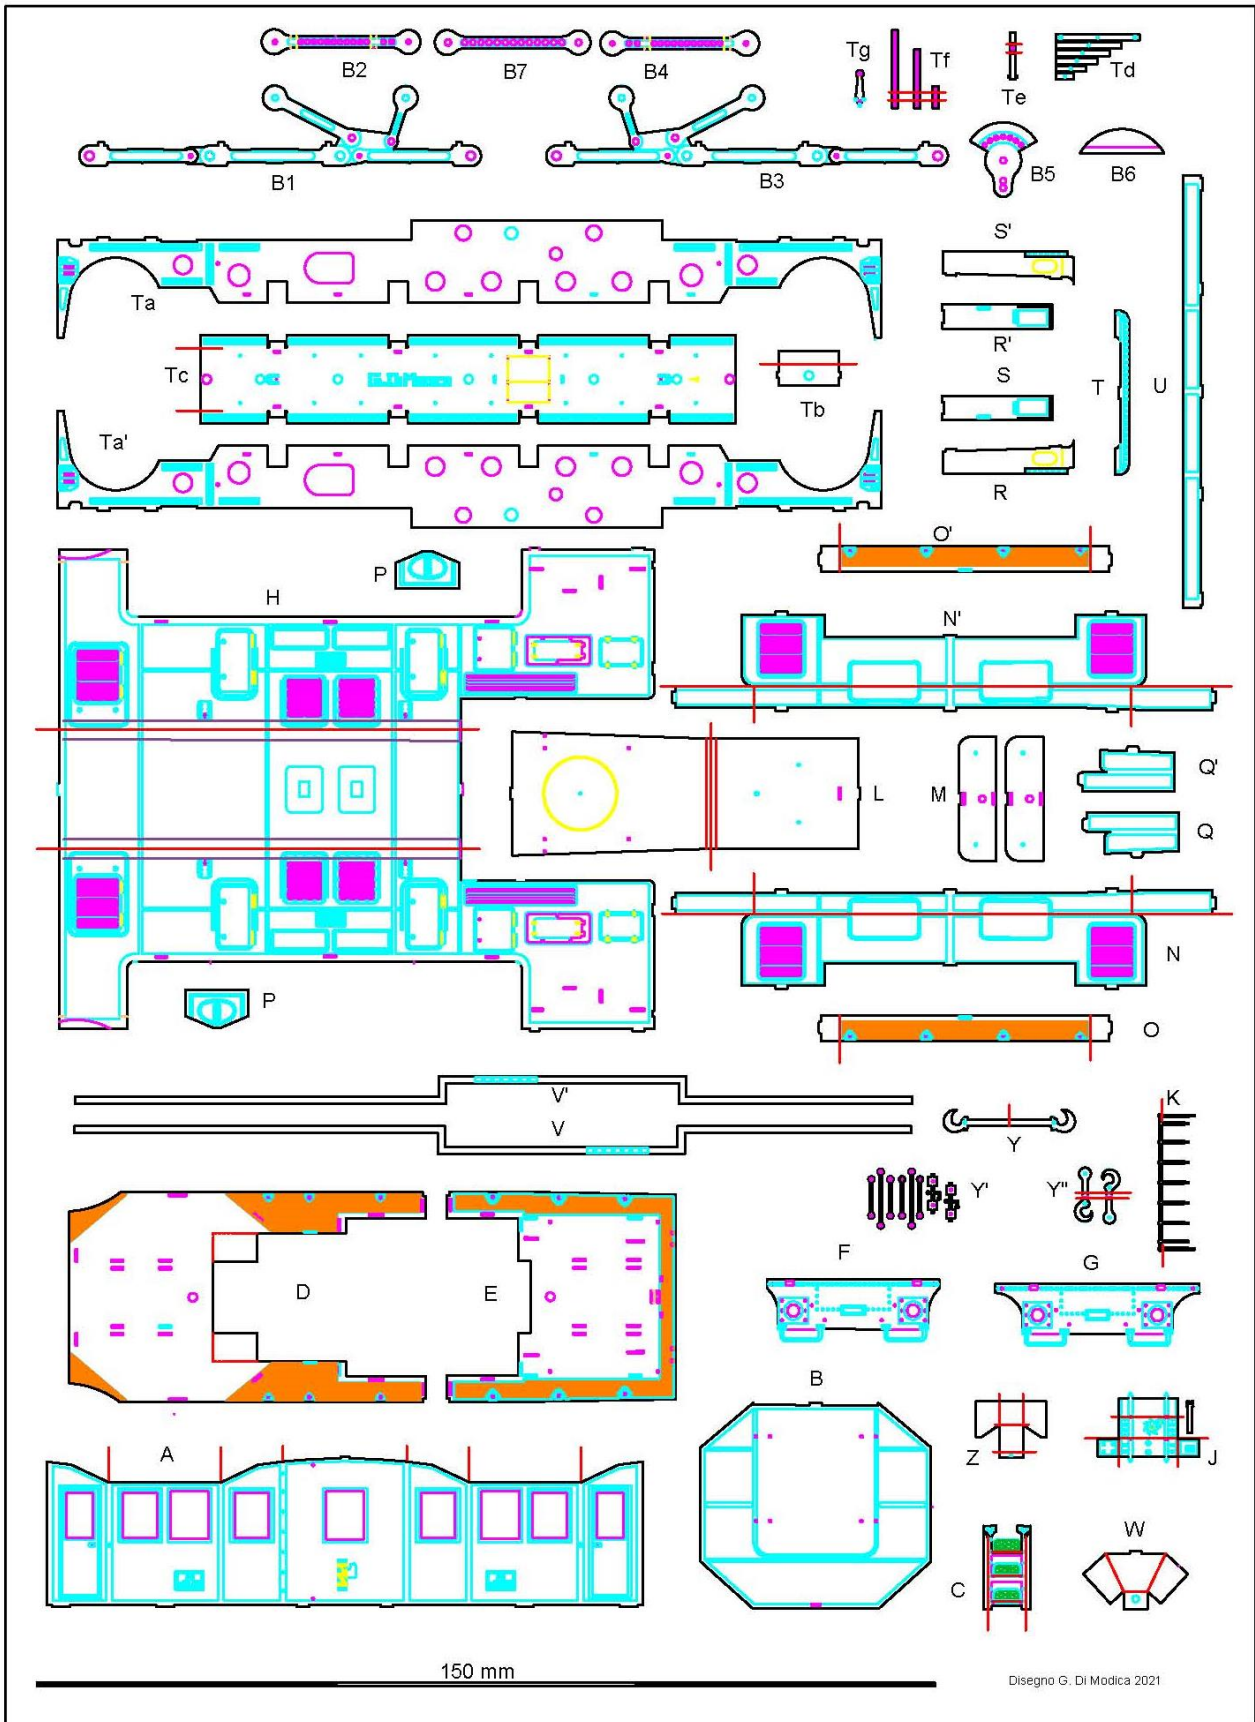 B2 B7 B4 Tg Tf Te Td
B1 B3 B5 B6
S'
Ta
R'
Tc S T U
Tb
Ta'
R
O'
P
H N'
Q'
L M
Q
N
P
O
V' K
V Y
Y' Y"
F G
D E
B
A Z J
W
C
150 mm
Disegno G. Di Modica 2021